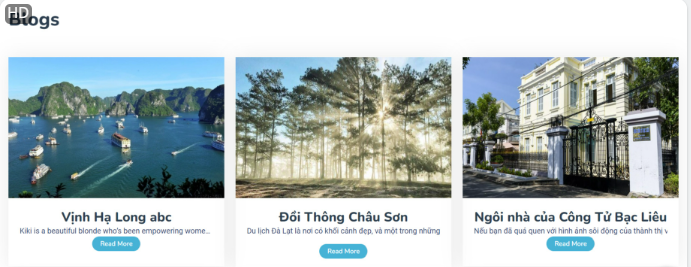 HD
Blogs
Vịnh Hạ Long abc
Kiki is a beautiful blonde who's been empowering wome...
Read More
Đồi Thông Châu Sơn
Du lịch Đà Lạt là nơi có khối cảnh đẹp, và một trong những
Read More
Ngôi nhà của Công Tử Bạc Liêu
Nếu bạn đã quá quen với hình ảnh sôi động của thành thị v
Read More